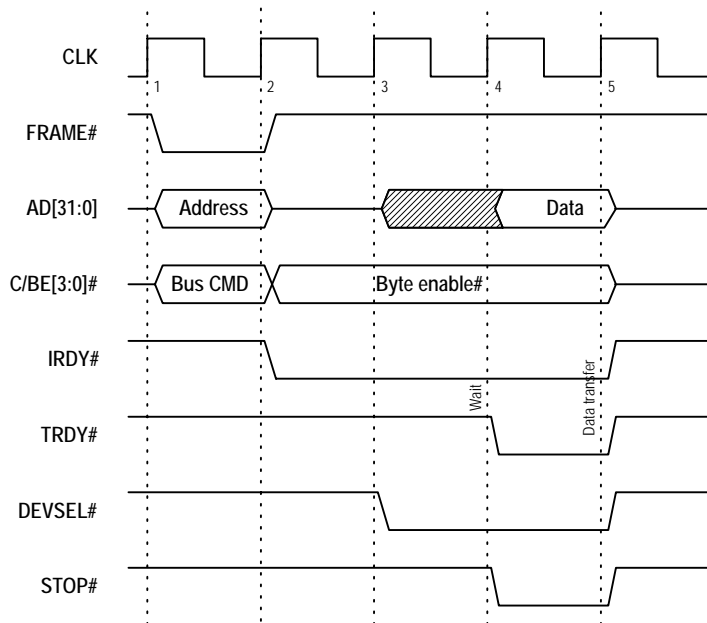 CLK
1 2 3 4 5
FRAME#
AD[31:0] Address Data
C/BE[3:0]# Bus CMD Byte enable#
IRDY#
Wait
Data transfer
TRDY#
DEVSEL#
STOP#